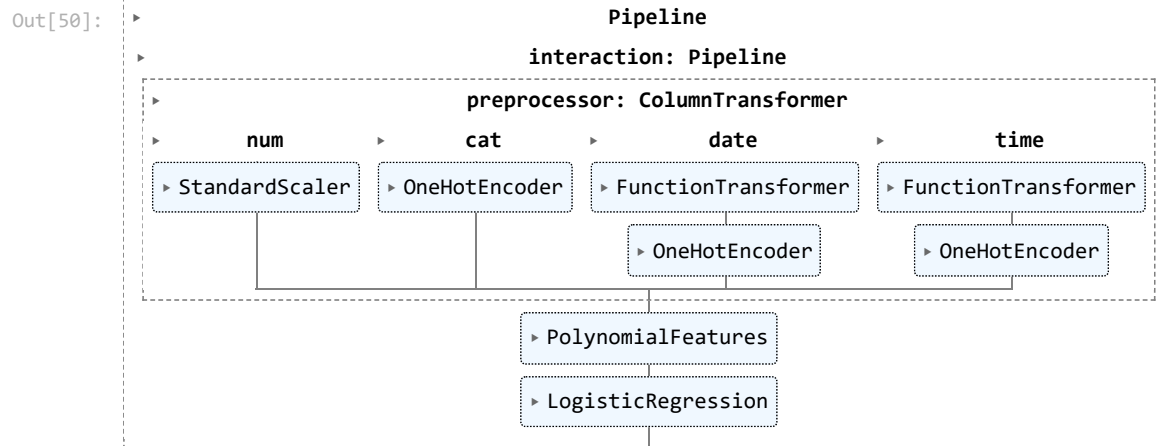 Out[50]:
Pipeline
interaction: Pipeline
preprocessor: ColumnTransformer
num cat date time
StandardScaler OneHotEncoder FunctionTransformer FunctionTransformer
OneHotEncoder OneHotEncoder
PolynomialFeatures
LogisticRegression